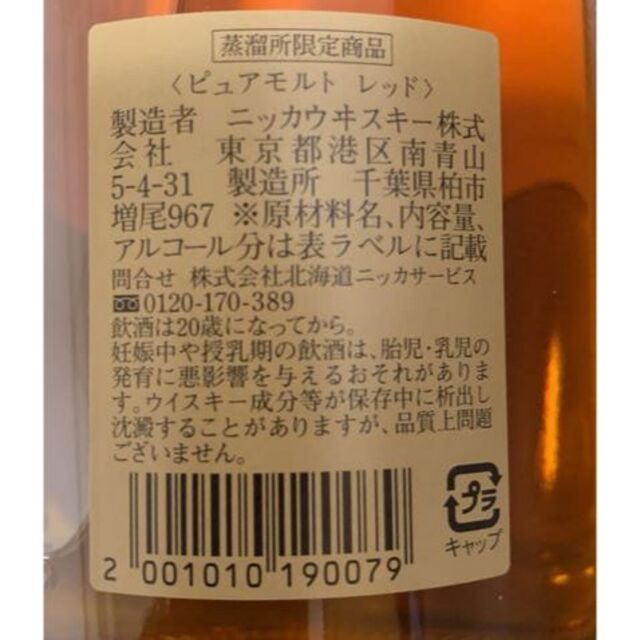 蒸溜所限定商品
〈ピュアモルト レッド〉
製造者 ニッカウヰスキー株式
会社 東京都港区南青山
5-4-31 製造所 千葉県柏市
増尾967 ※原材料名、内容量、
アルコール分は表ラベルに記載
問合せ 株式会社北海道ニッカサービス
0120-170-389
飲酒は20歳になってから。
妊娠中や授乳期の飲酒は、胎児・乳児の
発育に悪影響を与えるおそれがありま
す。ウイスキー成分等が保存中に析出し
沈澱することがありますが、品質上問題
ございません。
プラ
キャップ
2 001010 190079